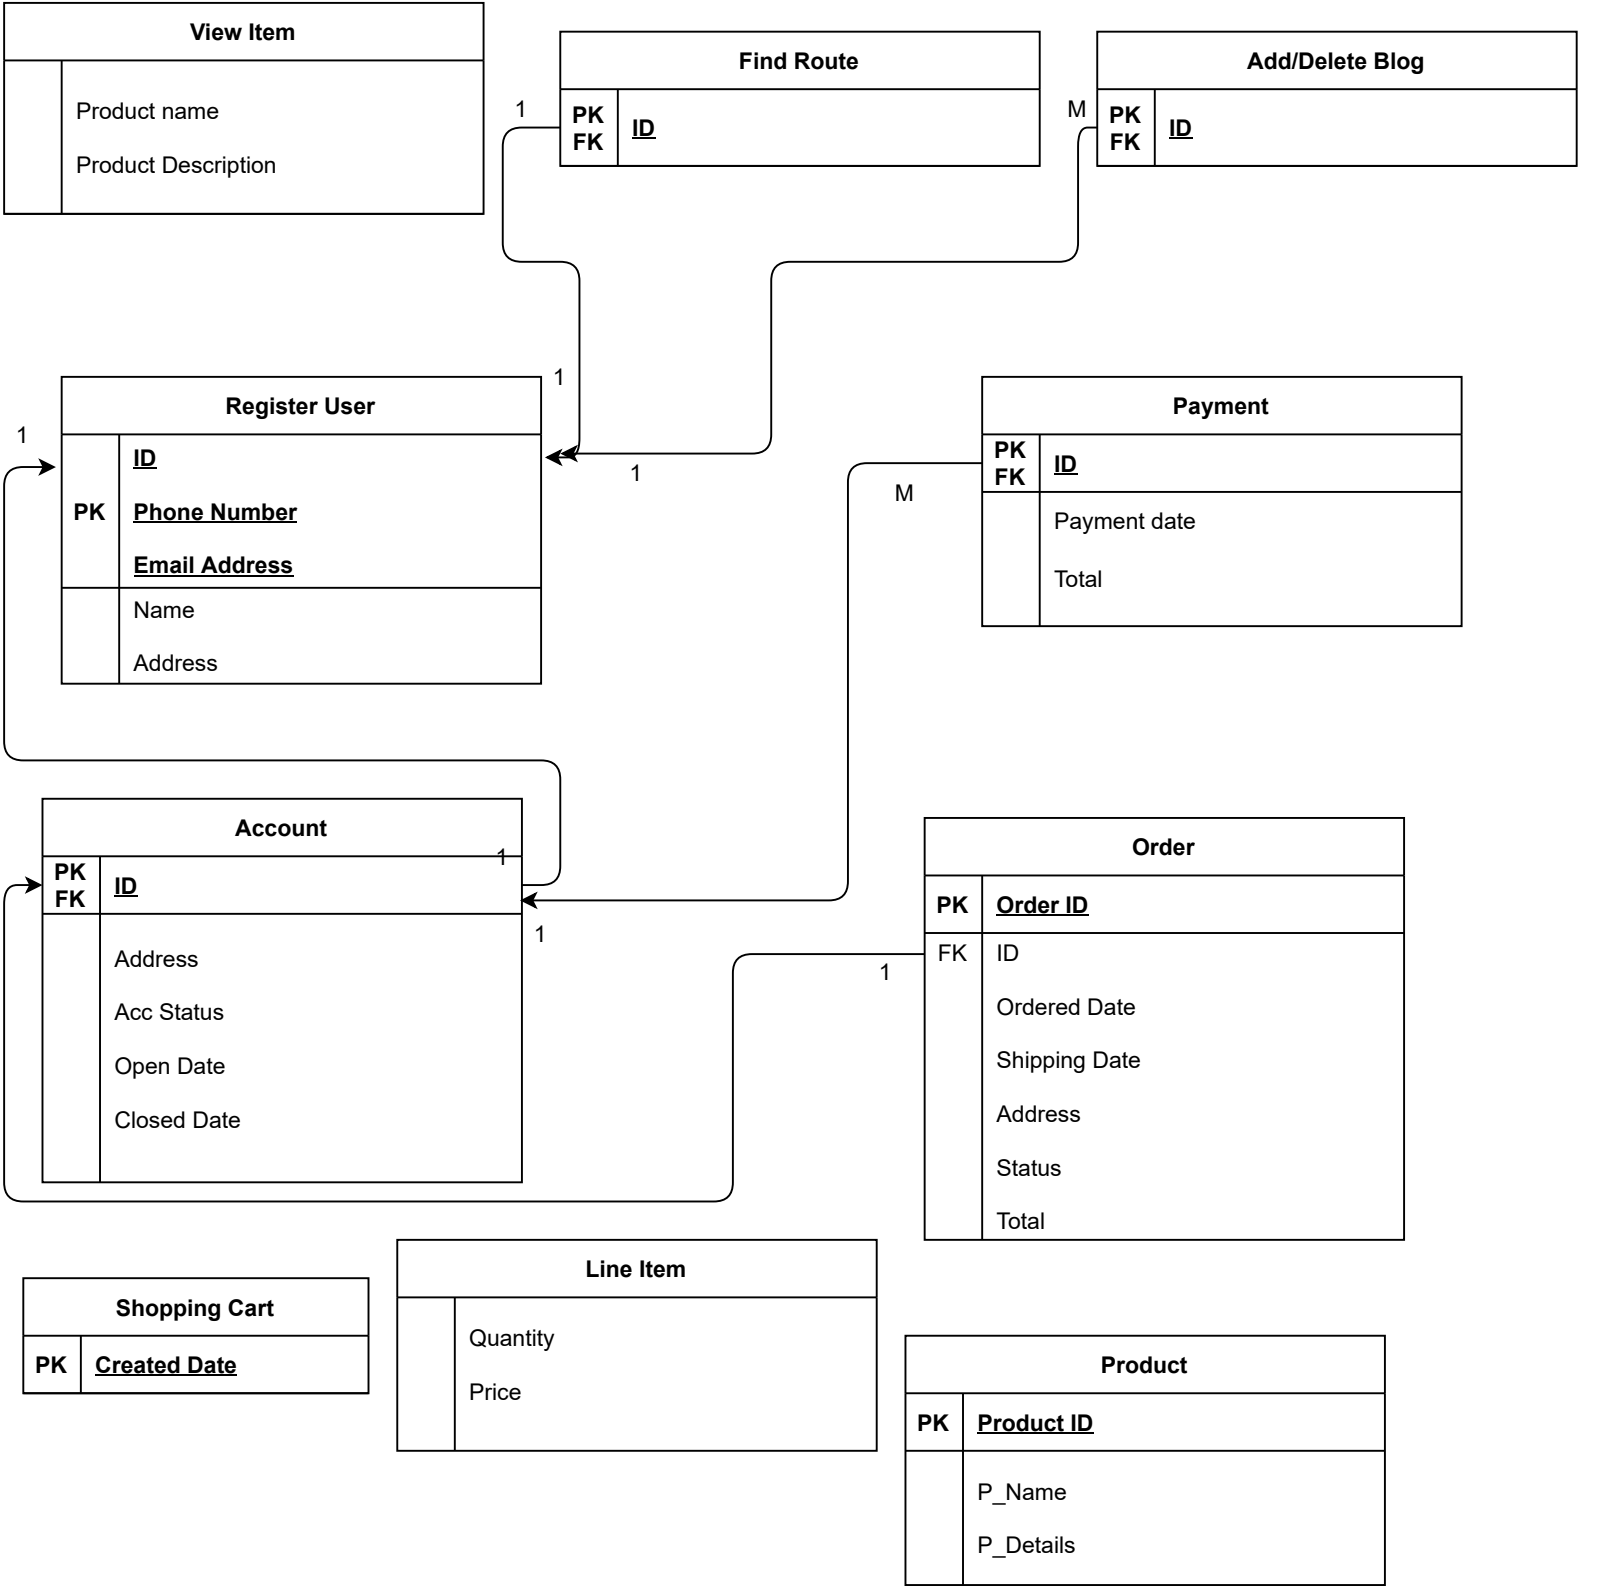 View Item
Product name
Product Description
Find Route
PK
FK
ID
1
Add/Delete Blog
PK
FK
ID
M
Register User
PK
ID
Phone Number
Email Address
Name
Address
1
1
1
Payment
PK
FK
ID
Payment date
Total
M
Account
PK
FK
ID
1
Address
Acc Status
Open Date
Closed Date
1
Order
PK
Order ID
FK
ID
Ordered Date
Shipping Date
Address
Status
Total
1
Shopping Cart
PK
Created Date
Line Item
Quantity
Price
Product
PK
Product ID
P_Name
P_Details